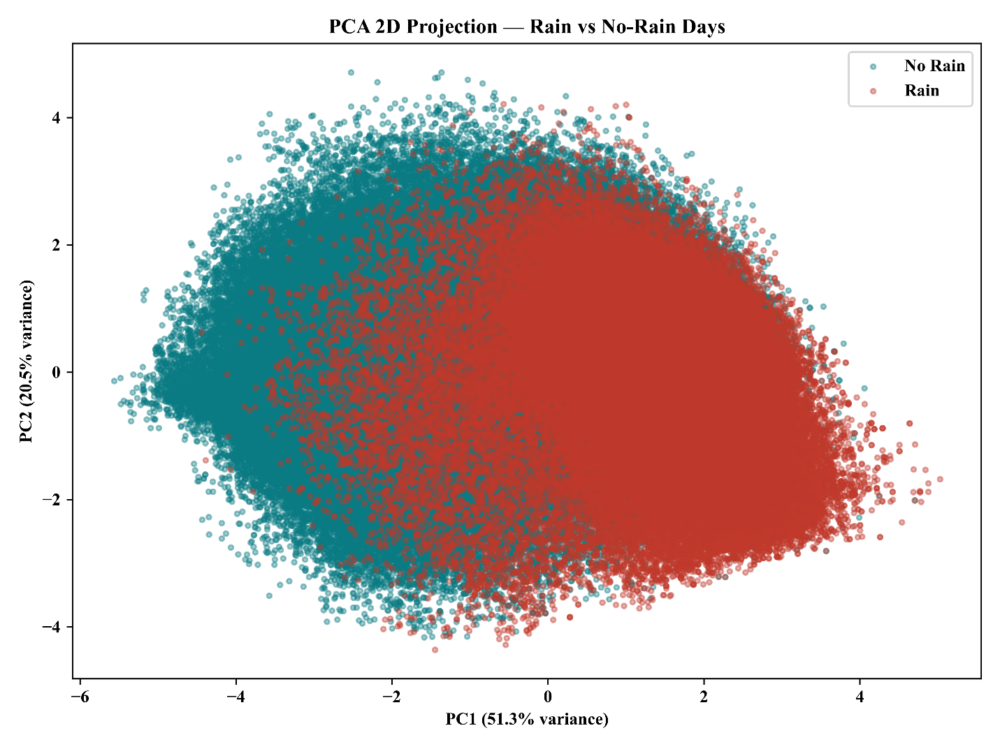 PCA 2D Projection — Rain vs No-Rain Days
No Rain
Rain
PC2 (20.5% variance)
4
2
0
−2
−4
−6
−4
−2
0
2
4
PC1 (51.3% variance)